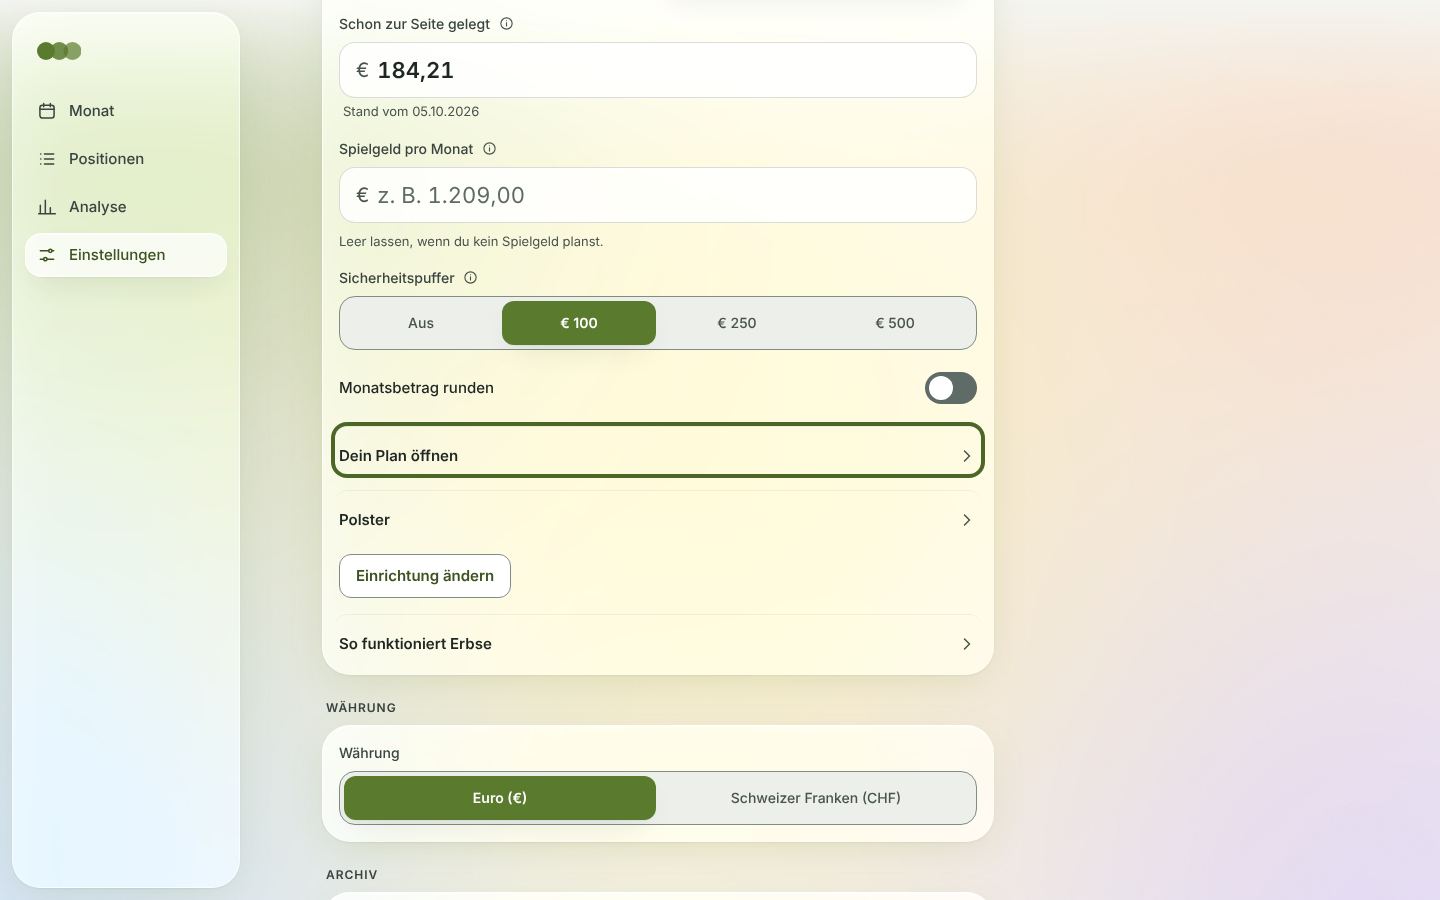 Monat
Positionen
Analyse
Einstellungen
Schon zur Seite gelegt
€ 184,21
Stand vom 05.10.2026
Spielgeld pro Monat
€ z. B. 1.209,00
Leer lassen, wenn du kein Spielgeld planst.
Sicherheitspuffer
Aus € 100 € 250 € 500
Monatsbetrag runden
Dein Plan öffnen
Polster
Einrichtung ändern
So funktioniert Erbse
WÄHRUNG
Währung
Euro (€) Schweizer Franken (CHF)
ARCHIV